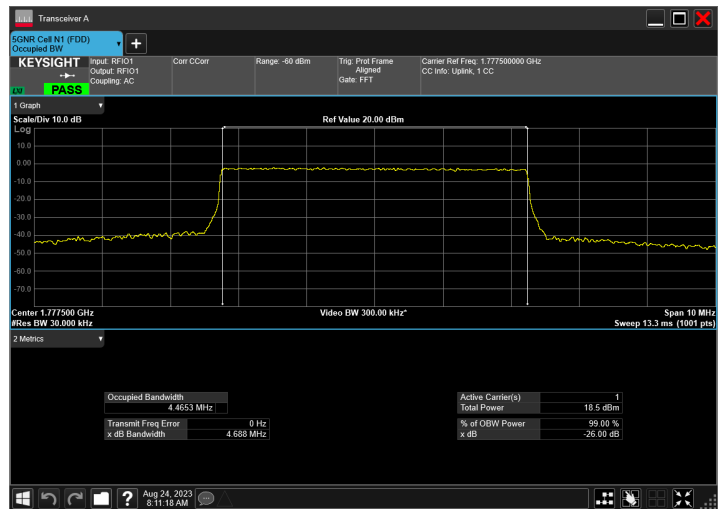 Transceiver A
5GNR Cell N1 (FDD)
Occupied BW
KEYSIGHT
LXI
PASS
Input: RFIO1
Output: RFIO1
Coupling: AC
Corr CCorr
Range: -60 dBm
Trig: Prot Frame
Aligned
Gate: FFT
Carrier Ref Freq: 1.777500000 GHz
CC Info: Uplink, 1 CC
1 Graph
Scale/Div 10.0 dB
Ref Value 20.00 dBm
Log
10.0
0.00
-10.0
-20.0
-30.0
-40.0
-50.0
-60.0
-70.0
Center 1.777500 GHz
Video BW 300.00 kHz*
Span 10 MHz
#Res BW 30.000 kHz
Sweep 13.3 ms (1001 pts)
2 Metrics
Occupied Bandwidth
4.4653 MHz
Transmit Freq Error 0 Hz
x dB Bandwidth 4.688 MHz
Active Carrier(s) 1
Total Power 18.5 dBm
% of OBW Power 99.00 %
x dB -26.00 dB
Aug 24, 2023
8:11:18 AM